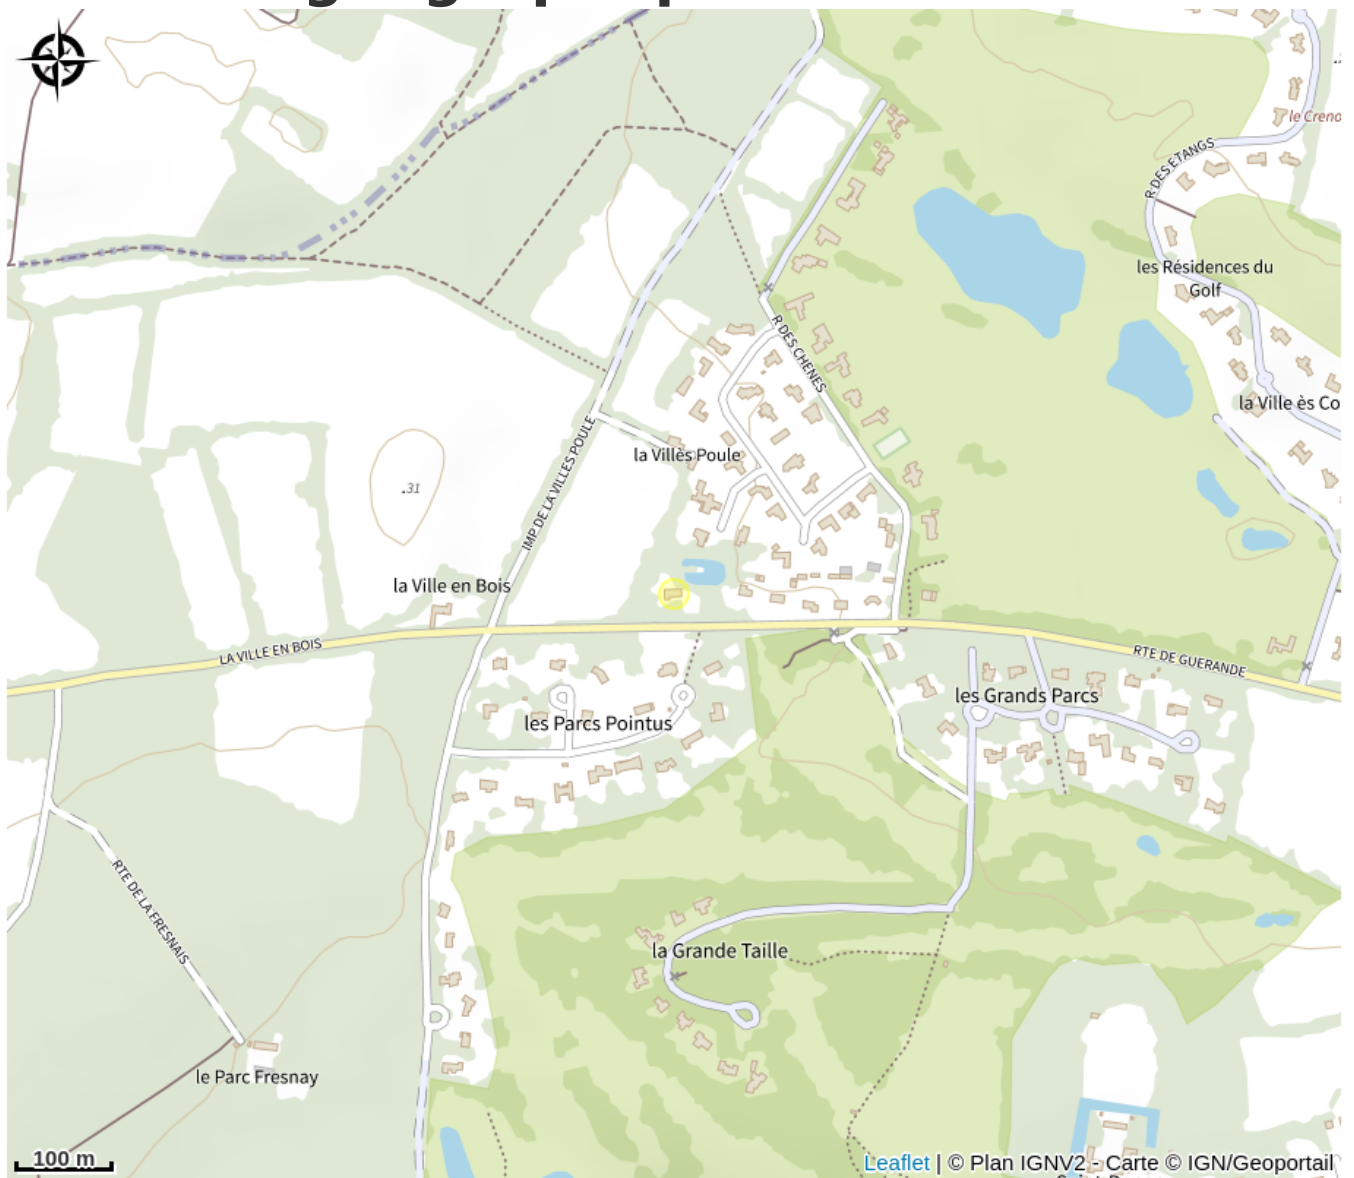 le Creno
R DES ETANGS
les Résidences du
Golf
R DES CHENES
la Ville ès Co
IMP DE LA VILLES POULE
la Villès Poule
.31
la Ville en Bois
LA VILLE EN BOIS
RTE DE GUERANDE
les Grands Parcs
les Parcs Pointus
RTE DE LA FRESNAIS
la Grande Taille
le Parc Fresnay
100 m
Leaflet | © Plan IGNV2 - Carte © IGN/Geoportail